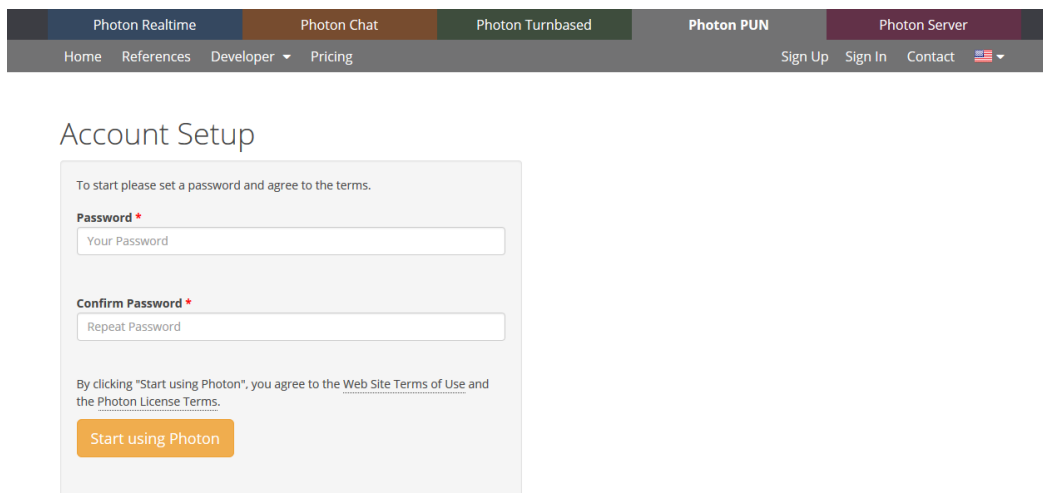 Photon Realtime Photon Chat Photon Turnbased Photon PUN Photon Server
Home References Developer Pricing Sign Up Sign In Contact
Account Setup
To start please set a password and agree to the terms.
Password *
Your Password
Confirm Password *
Repeat Password
By clicking "Start using Photon", you agree to the Web Site Terms of Use and
the Photon License Terms.
Start using Photon